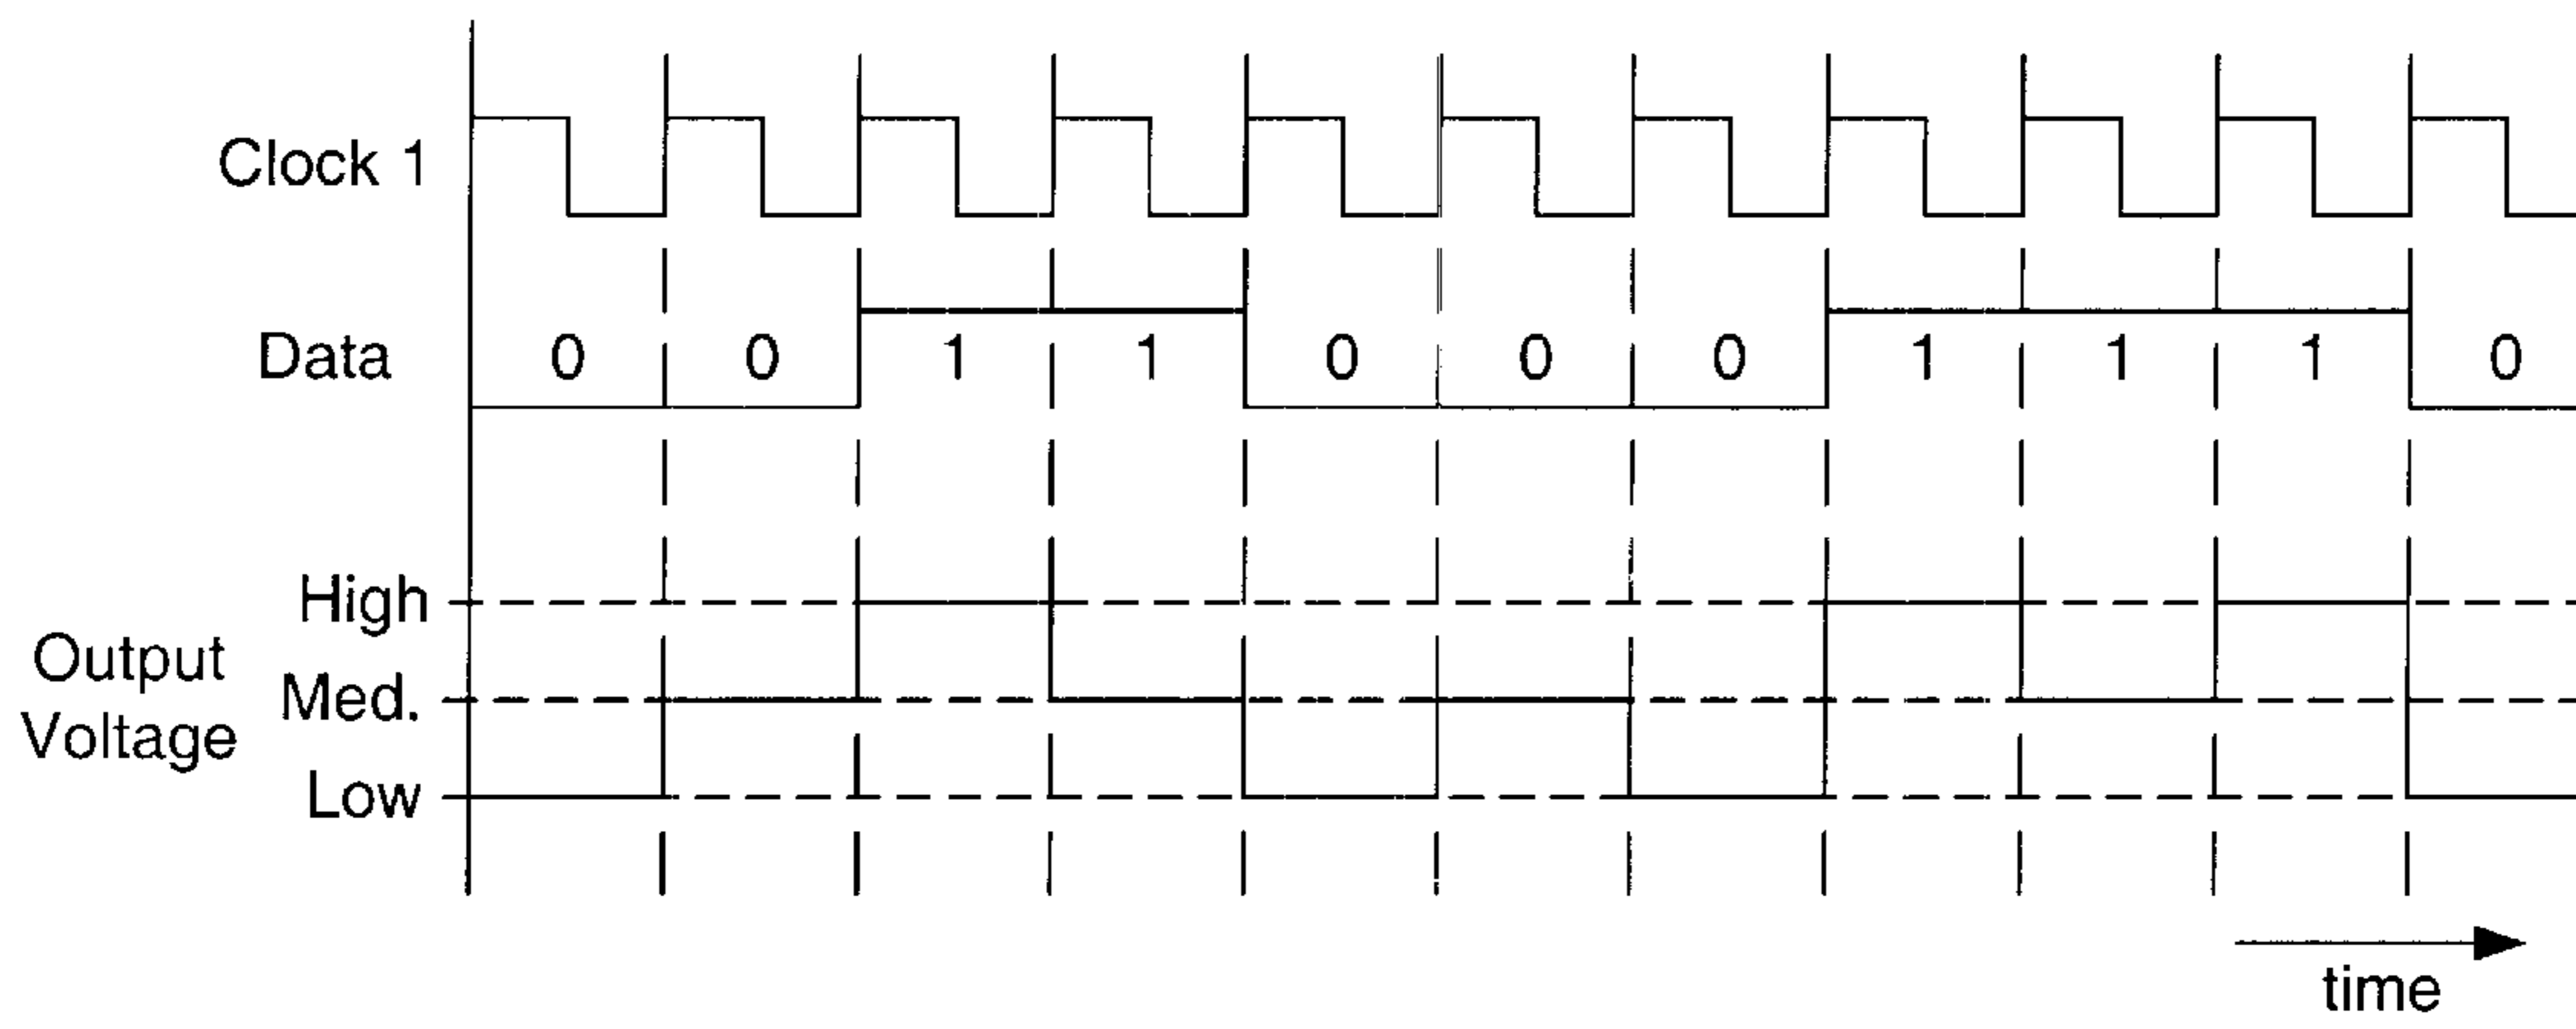 Clock 1
Data 0 0 1 1 0 0 0 1 1 1 0
High
Output
Voltage
Med.
Low
time